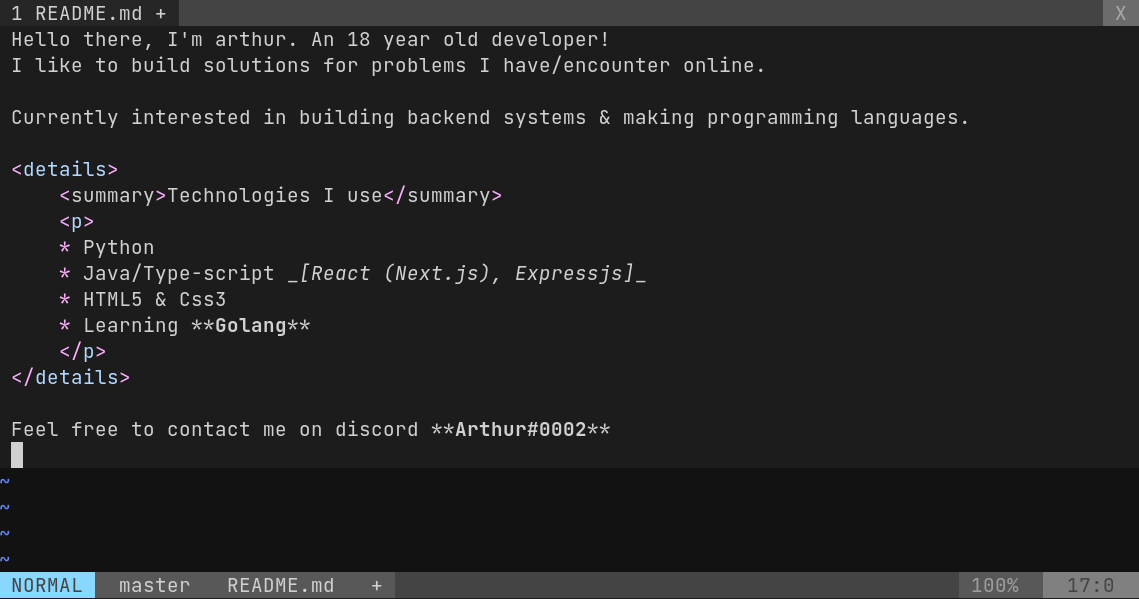 1 README.md + X
Hello there, I'm arthur. An 18 year old developer!
I like to build solutions for problems I have/encounter online.

Currently interested in building backend systems & making programming languages.

<details>
    <summary>Technologies I use</summary>
    <p>
    * Python
    * Java/Type-script _[React (Next.js), Expressjs]_
    * HTML5 & Css3
    * Learning **Golang**
    </p>
</details>

Feel free to contact me on discord **Arthur#0002**
~
~
~
~
NORMAL master README.md + 100% 17:0